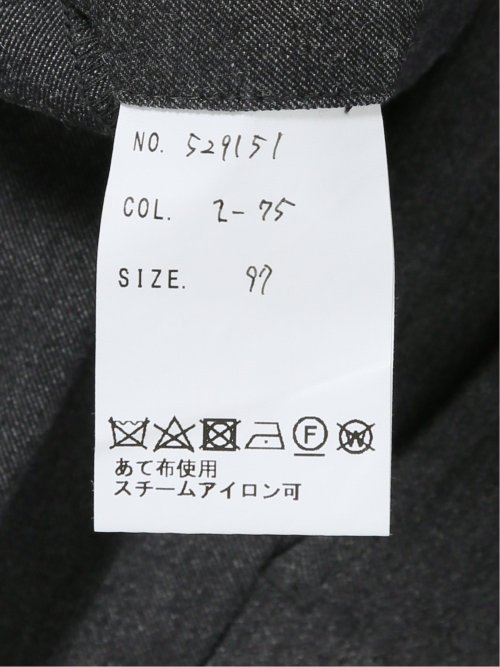 NO. 529151
COL. 2-75
SIZE. 97
F W
あて布使用
スチームアイロン可